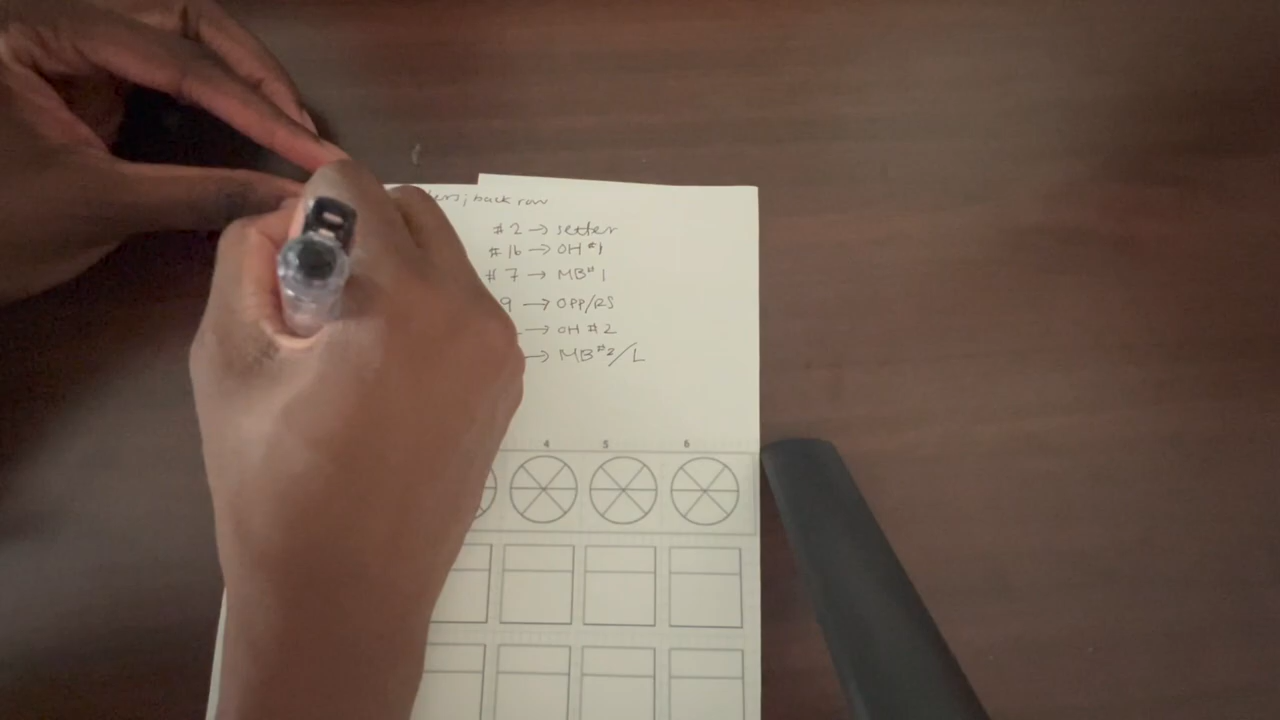 ; back row
#2 → setter
#16 → OH #1
#7 → MB#1
9 → OPP/RS
→ OH #2
→ MB#2/L
4 5 6